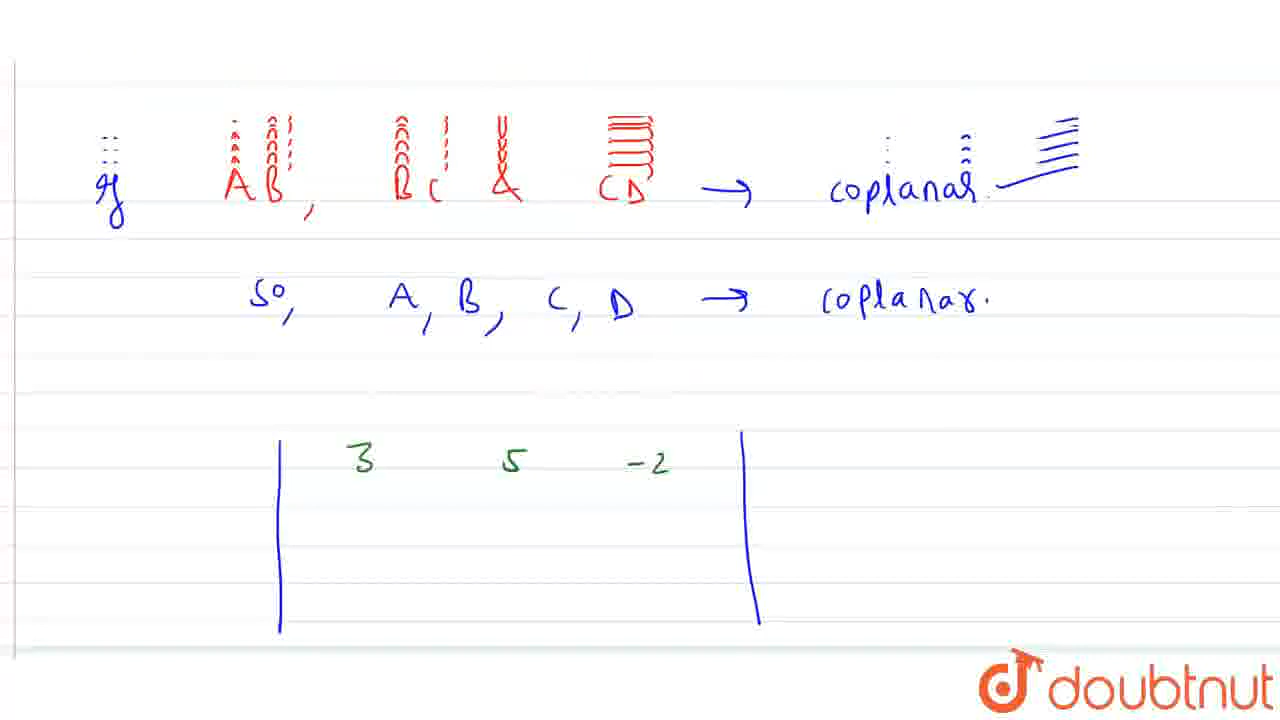 If AB, BC & CD → coplanar.
So, A, B, C, D → coplanar.
3 5 -2
doubtnut